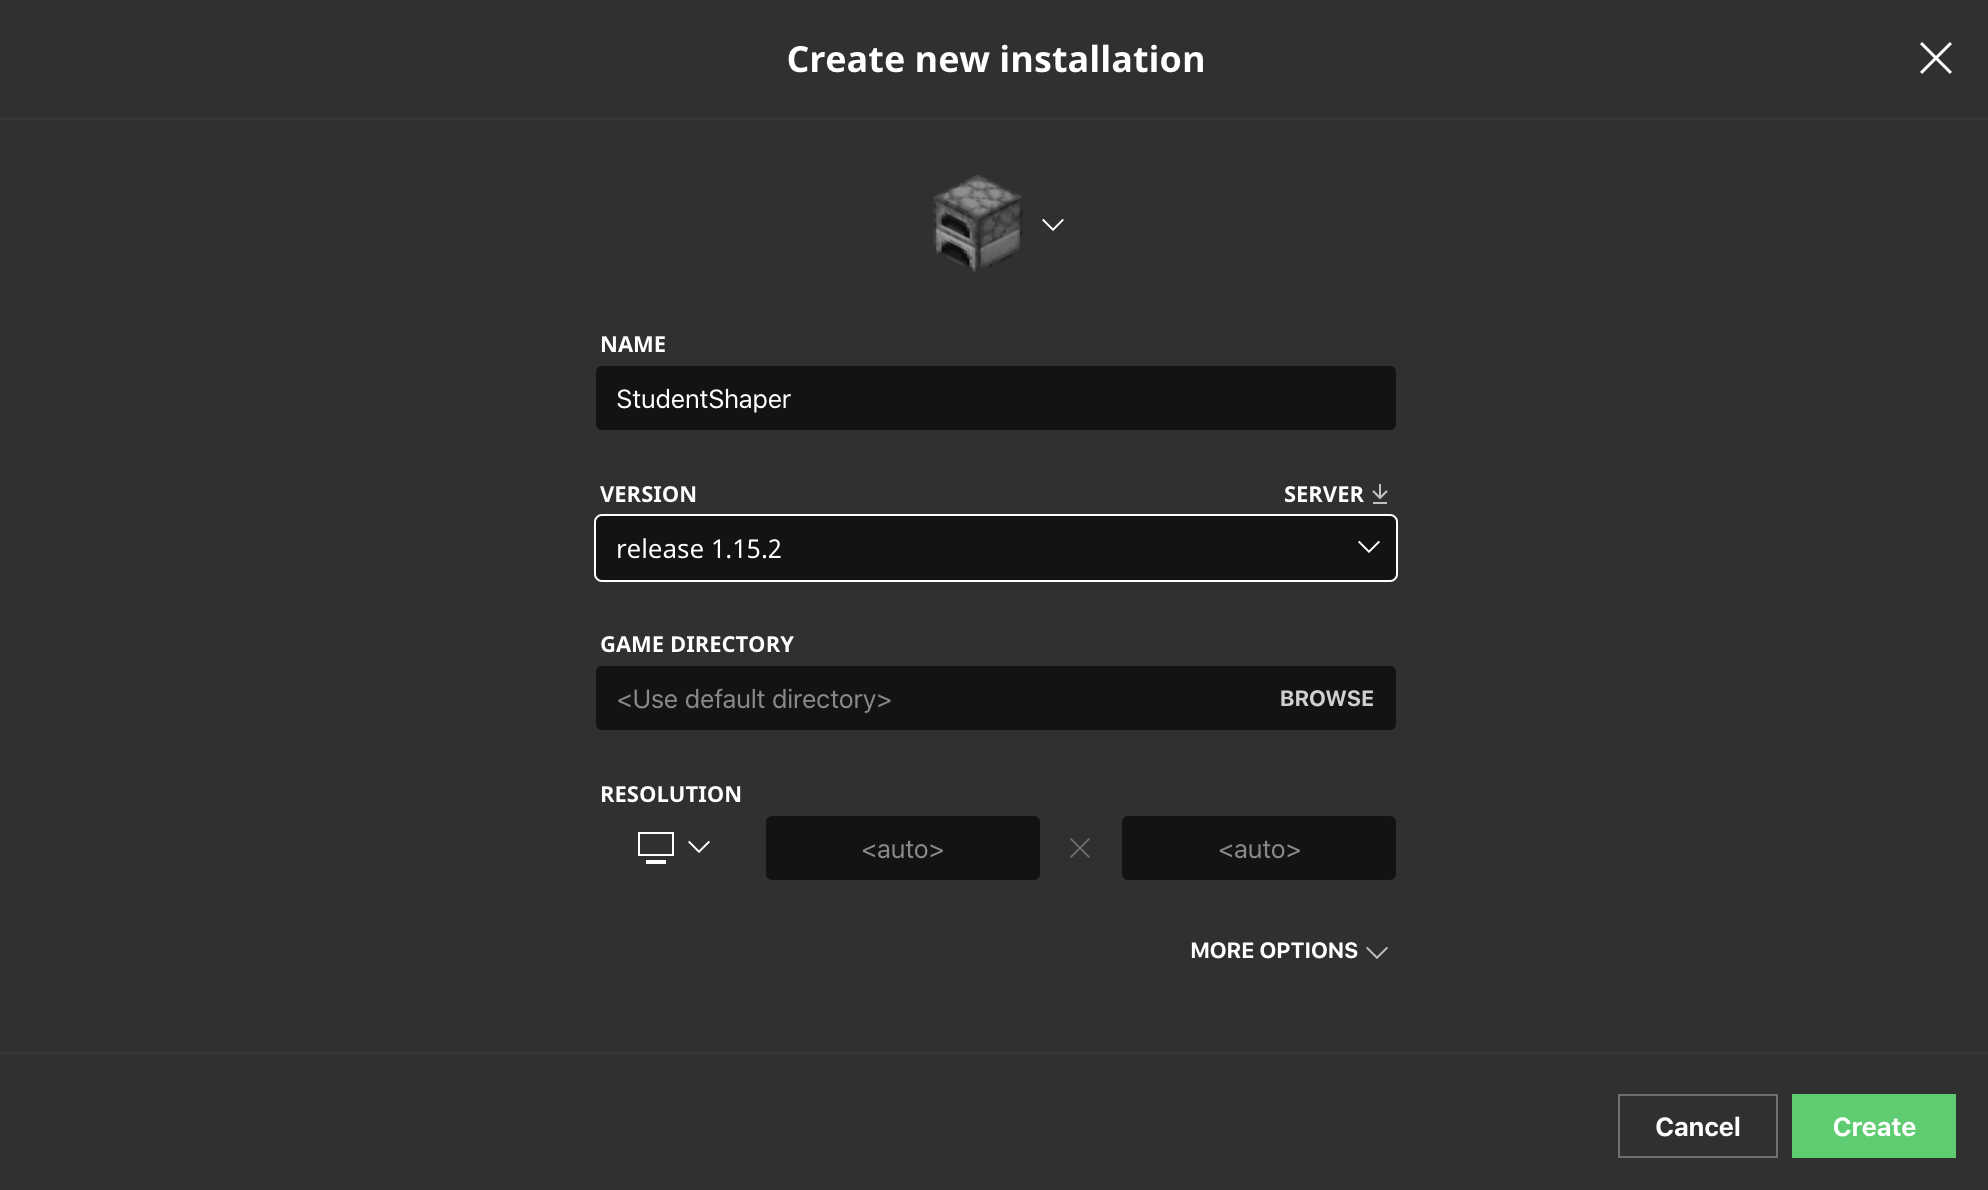 Create new installation
NAME
StudentShaper
VERSION
SERVER
release 1.15.2
GAME DIRECTORY
<Use default directory>
BROWSE
RESOLUTION
<auto>
<auto>
MORE OPTIONS
Cancel
Create